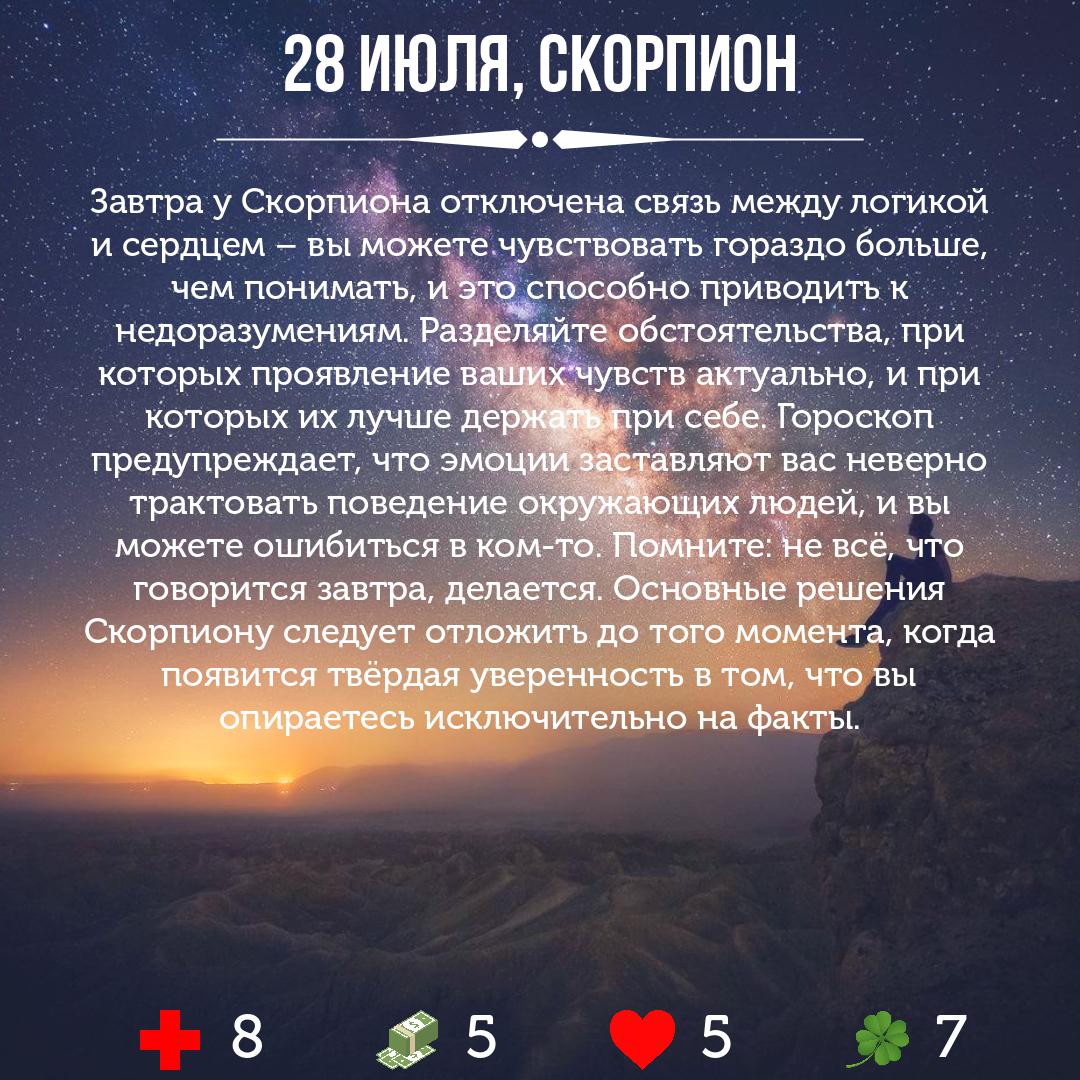 28 ИЮЛЯ, СКОРПИОН
Завтра у Скорпиона отключена связь между логикой
и сердцем – вы можете чувствовать гораздо больше,
чем понимать, и это способно приводить к
недоразумениям. Разделяйте обстоятельства, при
которых проявление ваших чувств актуально, и при
которых их лучше держать при себе. Гороскоп
предупреждает, что эмоции заставляют вас неверно
трактовать поведение окружающих людей, и вы
можете ошибиться в ком-то. Помните: не всё, что
говорится завтра, делается. Основные решения
Скорпиону следует отложить до того момента, когда
появится твёрдая уверенность в том, что вы
опираетесь исключительно на факты.
8 5 5 7